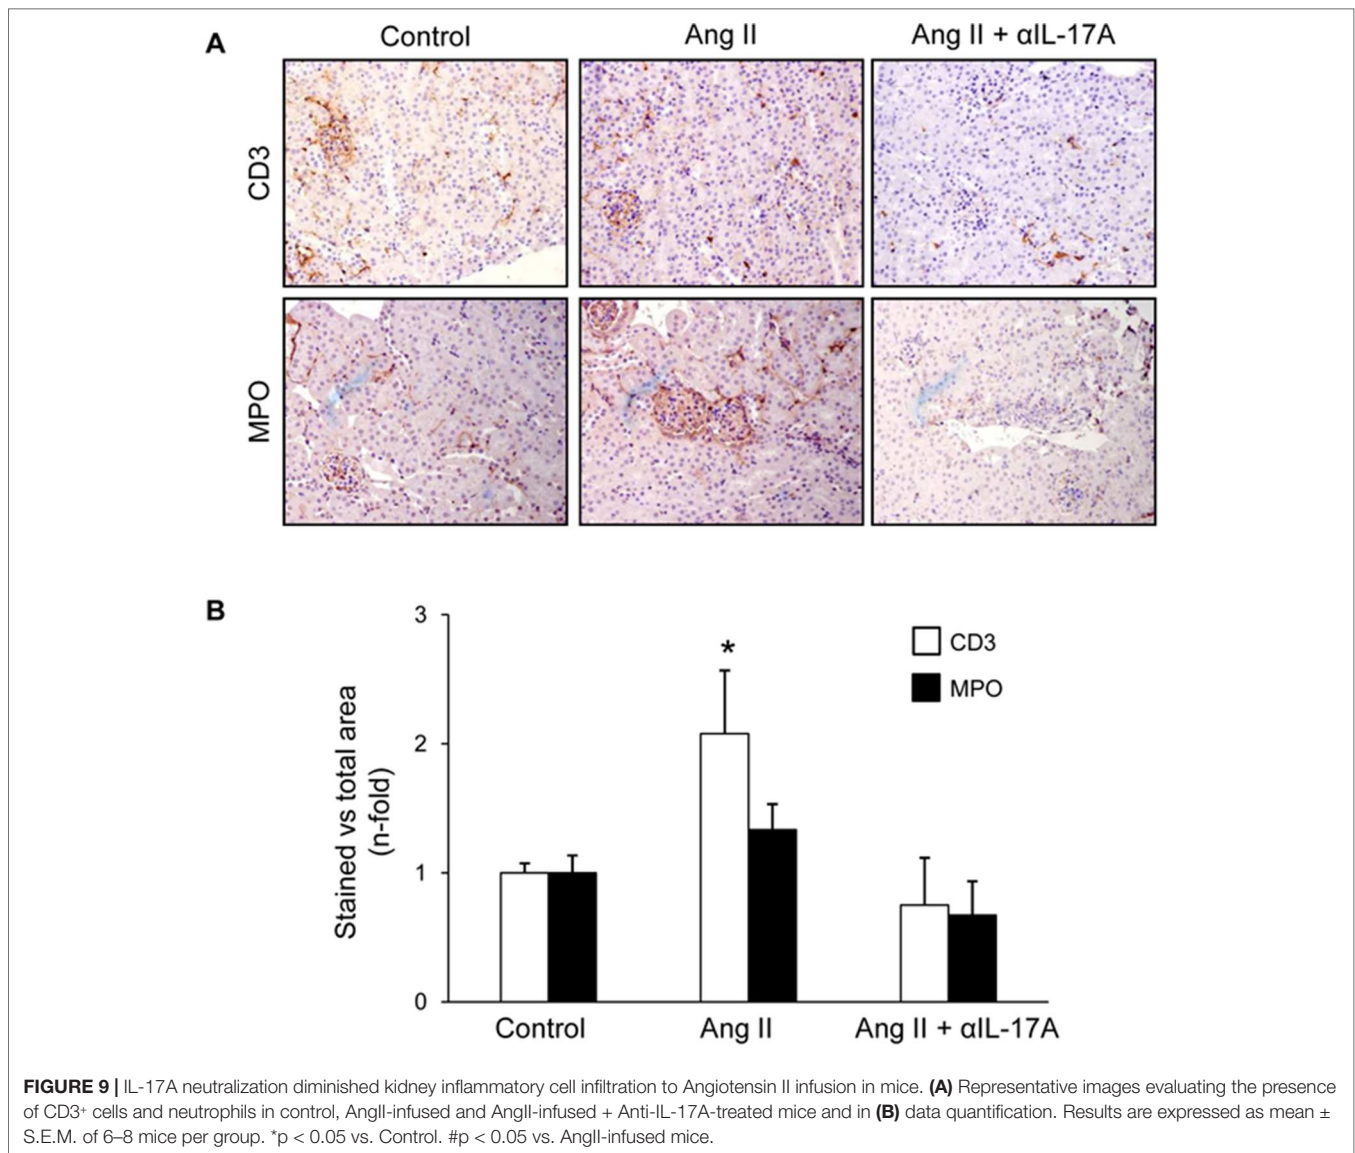 A
Control
Ang II
Ang II + αIL-17A
CD3
MPO
B
3
2
1
0
Stained vs total area
(n-fold)
*
CD3
MPO
Control
Ang II
Ang II + αIL-17A
FIGURE 9 | IL-17A neutralization diminished kidney inflammatory cell infiltration to Angiotensin II infusion in mice. (A) Representative images evaluating the presence
of CD3⁺ cells and neutrophils in control, AngII-infused and AngII-infused + Anti-IL-17A-treated mice and in (B) data quantification. Results are expressed as mean ±
S.E.M. of 6–8 mice per group. *p < 0.05 vs. Control. #p < 0.05 vs. AngII-infused mice.